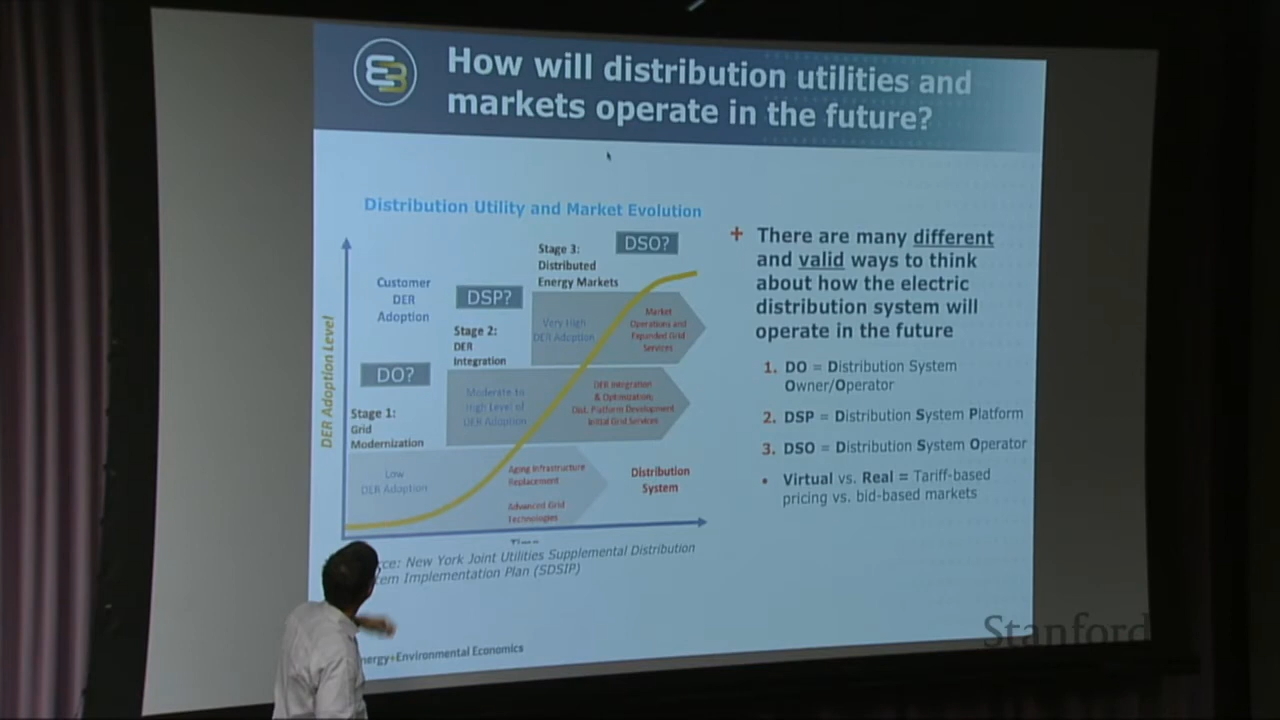 How will distribution utilities and
markets operate in the future?
Distribution Utility and Market Evolution
DER Adoption Level
Customer
DER
Adoption
DO?
Stage 1:
Grid
Modernization
Low
DER Adoption
Aging Infrastructure
Replacement
Advanced Grid
Technologies
DSP?
Stage 2:
DER
Integration
Moderate to
High Level of
DER Adoption
DER Integration
& Optimization;
Dist. Platform Development
Initial Grid Services
Stage 3:
Distributed
Energy Markets
DSO?
Very High
DER Adoption
Market
Operations and
Expanded Grid
Services
Distribution
System
+ There are many different
and valid ways to think
about how the electric
distribution system will
operate in the future
1. DO = Distribution System
Owner/Operator
2. DSP = Distribution System Platform
3. DSO = Distribution System Operator
• Virtual vs. Real = Tariff-based
pricing vs. bid-based markets
New York Joint Utilities Supplemental Distribution
Implementation Plan (SDSIP)
Environmental Economics
Stanford